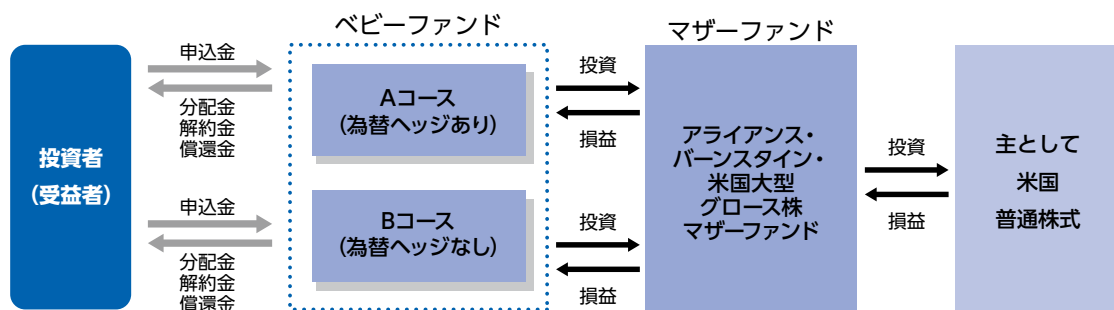 ベビーファンド
マザーファンド
投資者
(受益者)
申込金
分配金
解約金
償還金
申込金
分配金
解約金
償還金
Aコース
(為替ヘッジあり)
Bコース
(為替ヘッジなし)
投資
損益
投資
損益
アライアンス・
バーンスタイン・
米国大型
グロース株
マザーファンド
投資
損益
主として
米国
普通株式